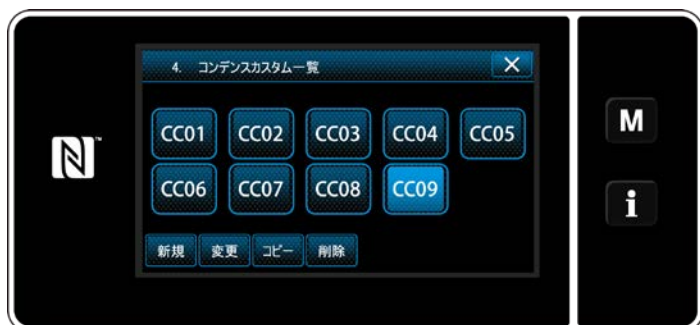 4. コンデンスカスタム一覧
CC01 CC02 CC03 CC04 CC05
CC06 CC07 CC08 CC09
新規 変更 コピー 削除
M
i
N™